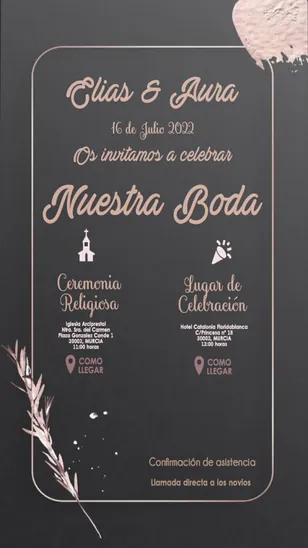 Elias & Aura
16 de Julio 2022
Os invitamos a celebrar
Nuestra Boda
Ceremonia
Religiosa
Iglesia Arciprestal
Ntra. Sra. del Carmen
Plaza González Conde 1
30002, MURCIA
11:00 horas
COMO
LLEGAR
Lugar de
Celebración
Hotel Catalonia Floridablanca
C/Princesa nº 18
30002, MURCIA
13:00 horas
COMO
LLEGAR
Confirmación de asistencia
Llamada directa a los novios